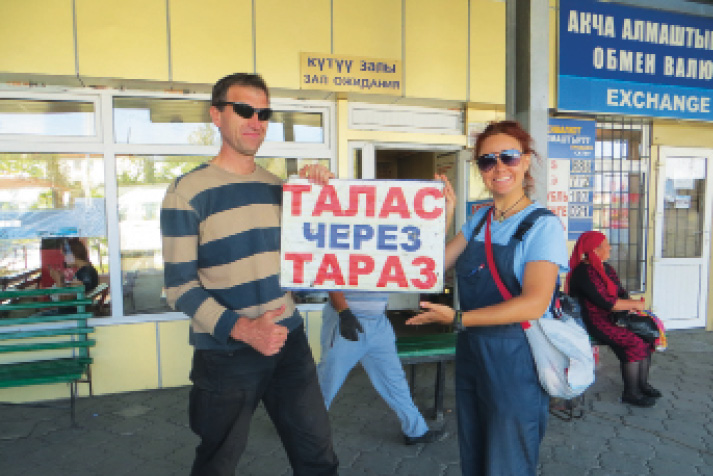 КҮТҮҮ ЗАЛЫ
ЗАЛ ОЖИДАНИЯ
АКЧА АЛМАШТЫ
ОБМЕН ВАЛЮ
EXCHANGE
ТАЛАС
ЧЕРЕЗ
ТАРАЗ